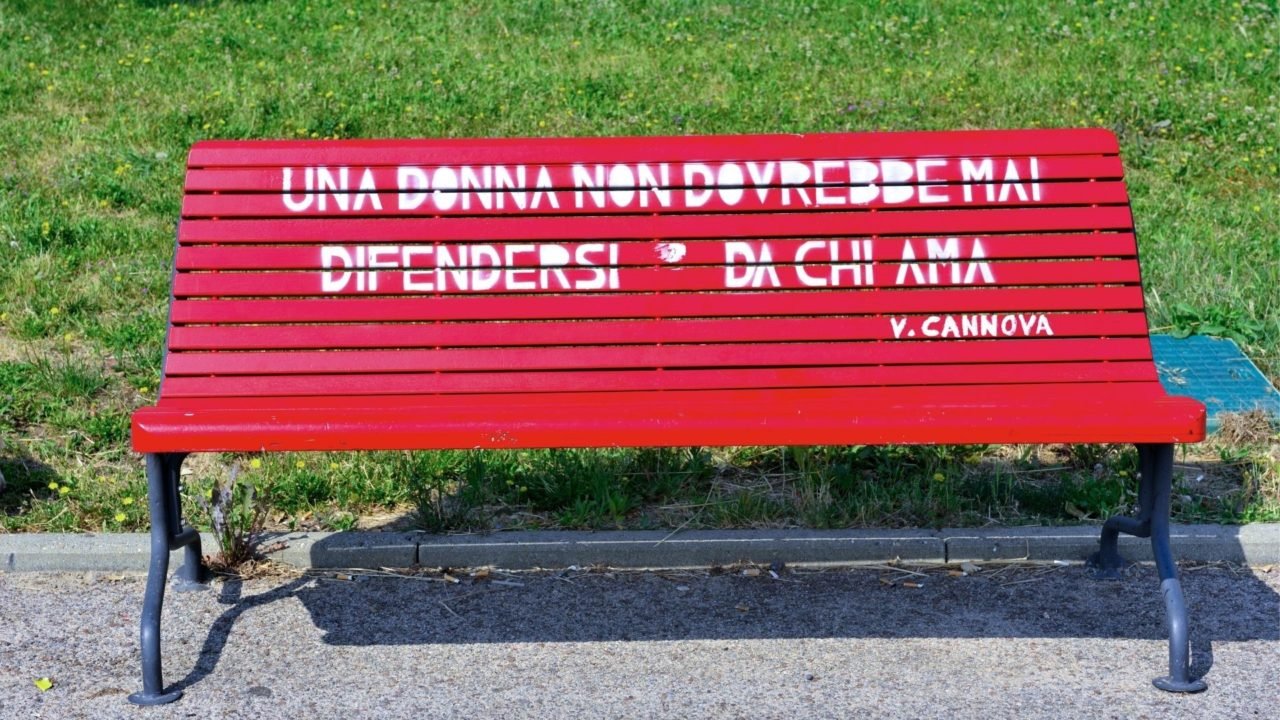 UNA DONNA NON DOVREBBE MAI
DIFENDERSI DA CHI AMA
V. CANNOVA